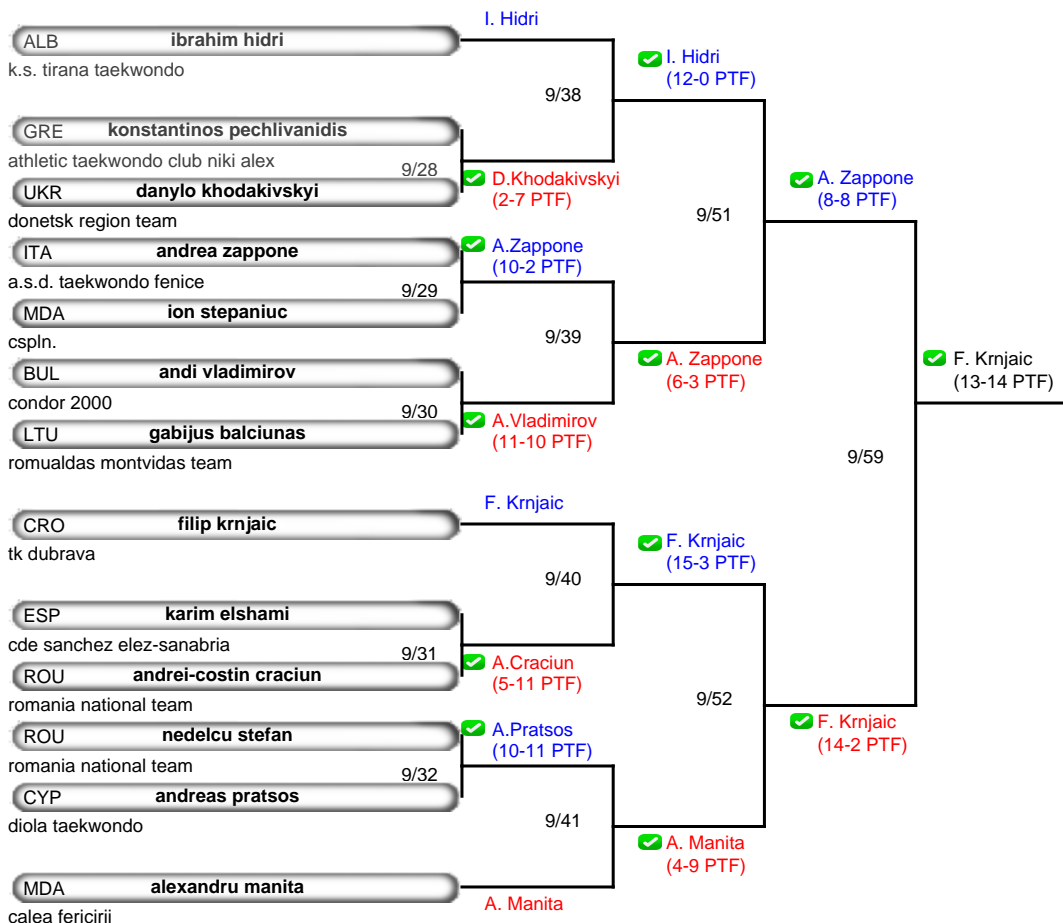 I. Hidri
ALB ibrahim hidri
k.s. tirana taekwondo
I. Hidri
(12-0 PTF)
9/38
GRE konstantinos pechlivanidis
athletic taekwondo club niki alex
9/28
UKR danylo khodakivskyi
donetsk region team
D.Khodakivskyi
(2-7 PTF)
A. Zappone
(8-8 PTF)
9/51
ITA andrea zappone
a.s.d. taekwondo fenice
A.Zappone
(10-2 PTF)
9/29
MDA ion stepaniuc
cspln.
9/39
A. Zappone
(6-3 PTF)
BUL andi vladimirov
condor 2000
9/30
LTU gabijus balciunas
romualdas montvidas team
A.Vladimirov
(11-10 PTF)
F. Krnjaic
(13-14 PTF)
9/59
F. Krnjaic
CRO filip krnjaic
tk dubrava
F. Krnjaic
(15-3 PTF)
9/40
ESP karim elshami
cde sanchez elez-sanabria
9/31
ROU andrei-costin craciun
romania national team
A.Craciun
(5-11 PTF)
9/52
F. Krnjaic
(14-2 PTF)
ROU nedelcu stefan
romania national team
A.Pratsos
(10-11 PTF)
9/32
CYP andreas pratsos
diola taekwondo
9/41
A. Manita
(4-9 PTF)
MDA alexandru manita
calea fericirii
A. Manita